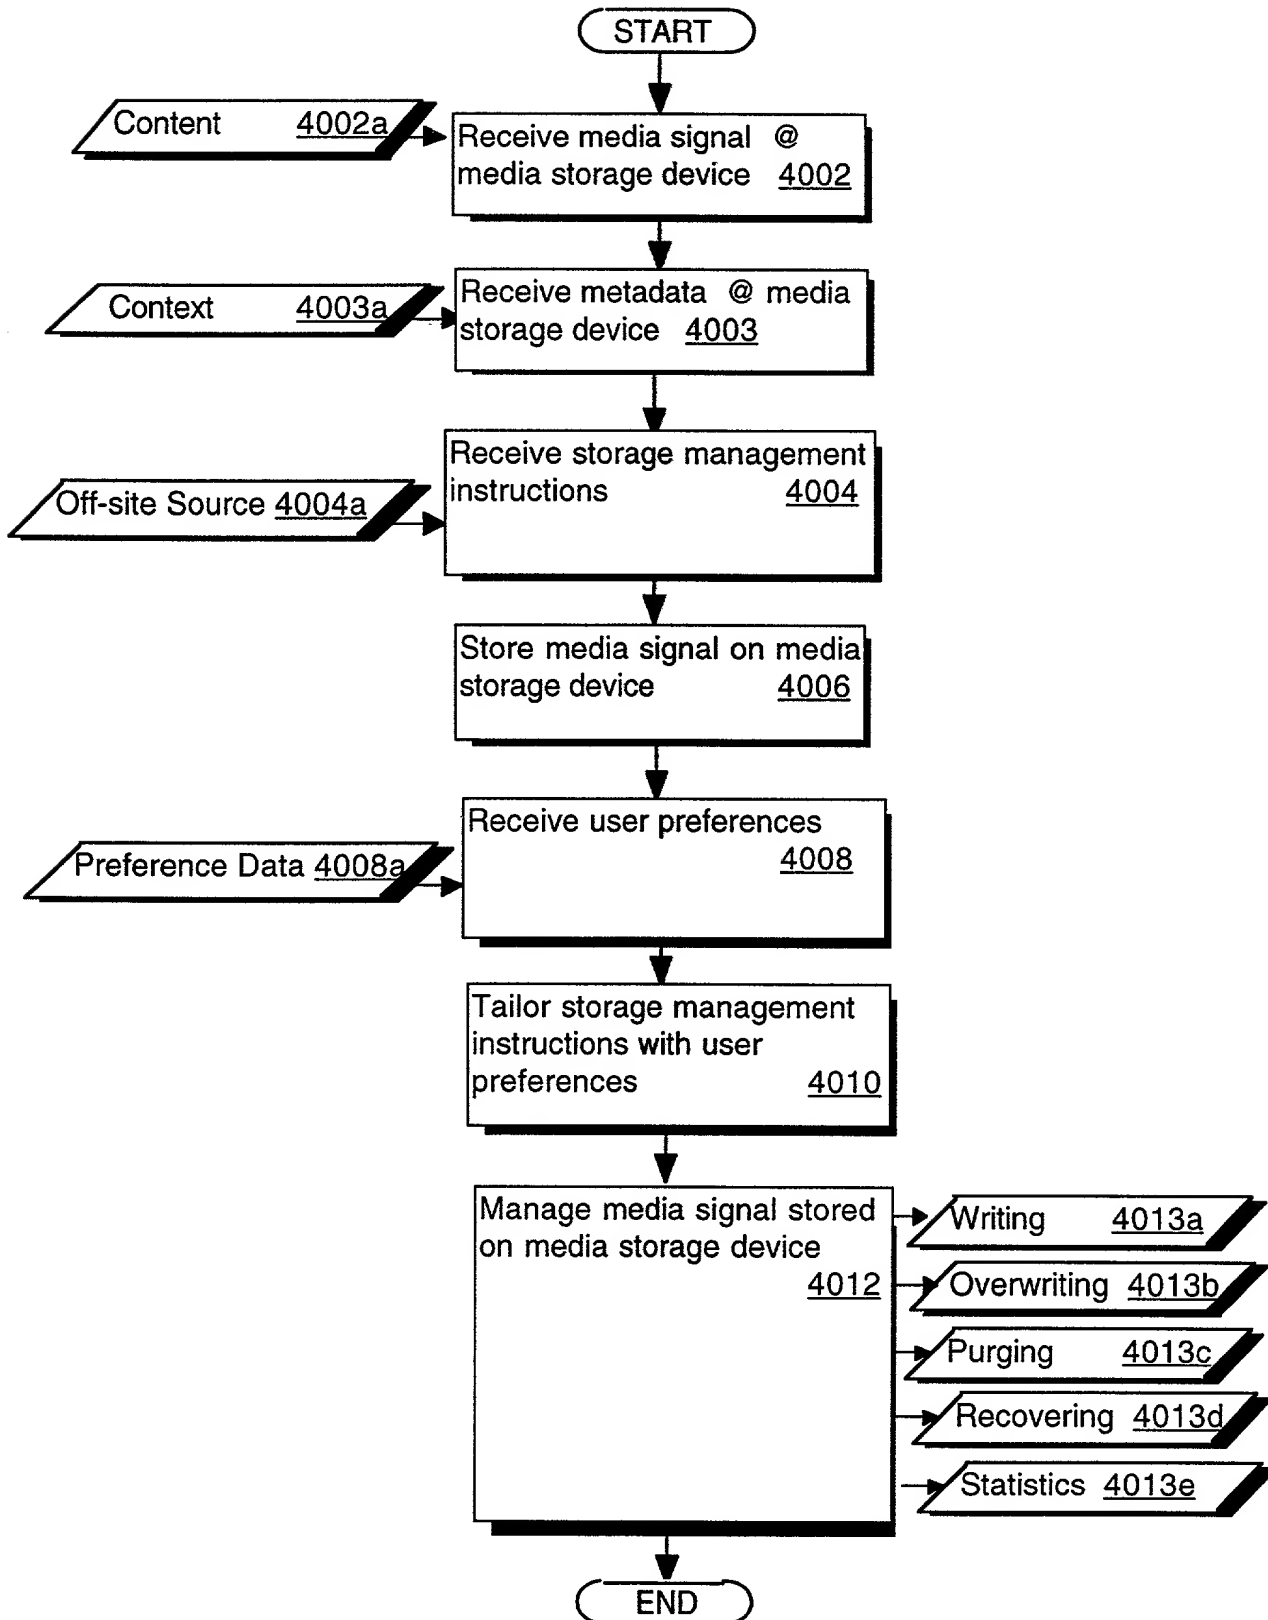 START
Content 4002a
Receive media signal @
media storage device 4002
Context 4003a
Receive metadata @ media
storage device 4003
Receive storage management
instructions 4004
Off-site Source 4004a
Store media signal on media
storage device 4006
Receive user preferences
4008
Preference Data 4008a
Tailor storage management
instructions with user
preferences 4010
Manage media signal stored
on media storage device
4012
Writing 4013a
Overwriting 4013b
Purging 4013c
Recovering 4013d
Statistics 4013e
END